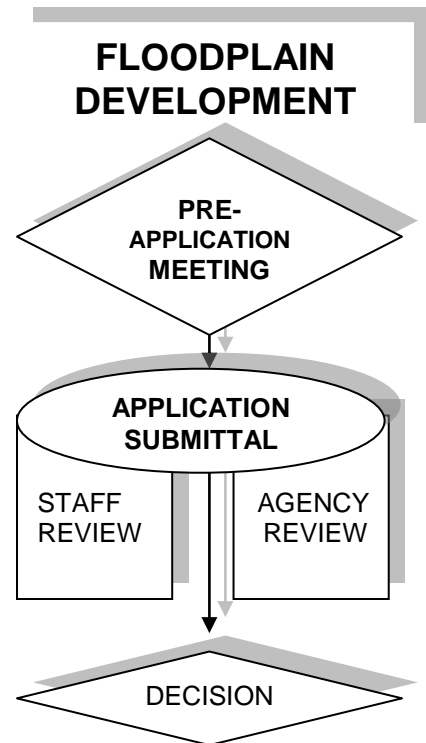 FLOODPLAIN
DEVELOPMENT
PRE-
APPLICATION
MEETING
APPLICATION
SUBMITTAL
STAFF
REVIEW
AGENCY
REVIEW
DECISION